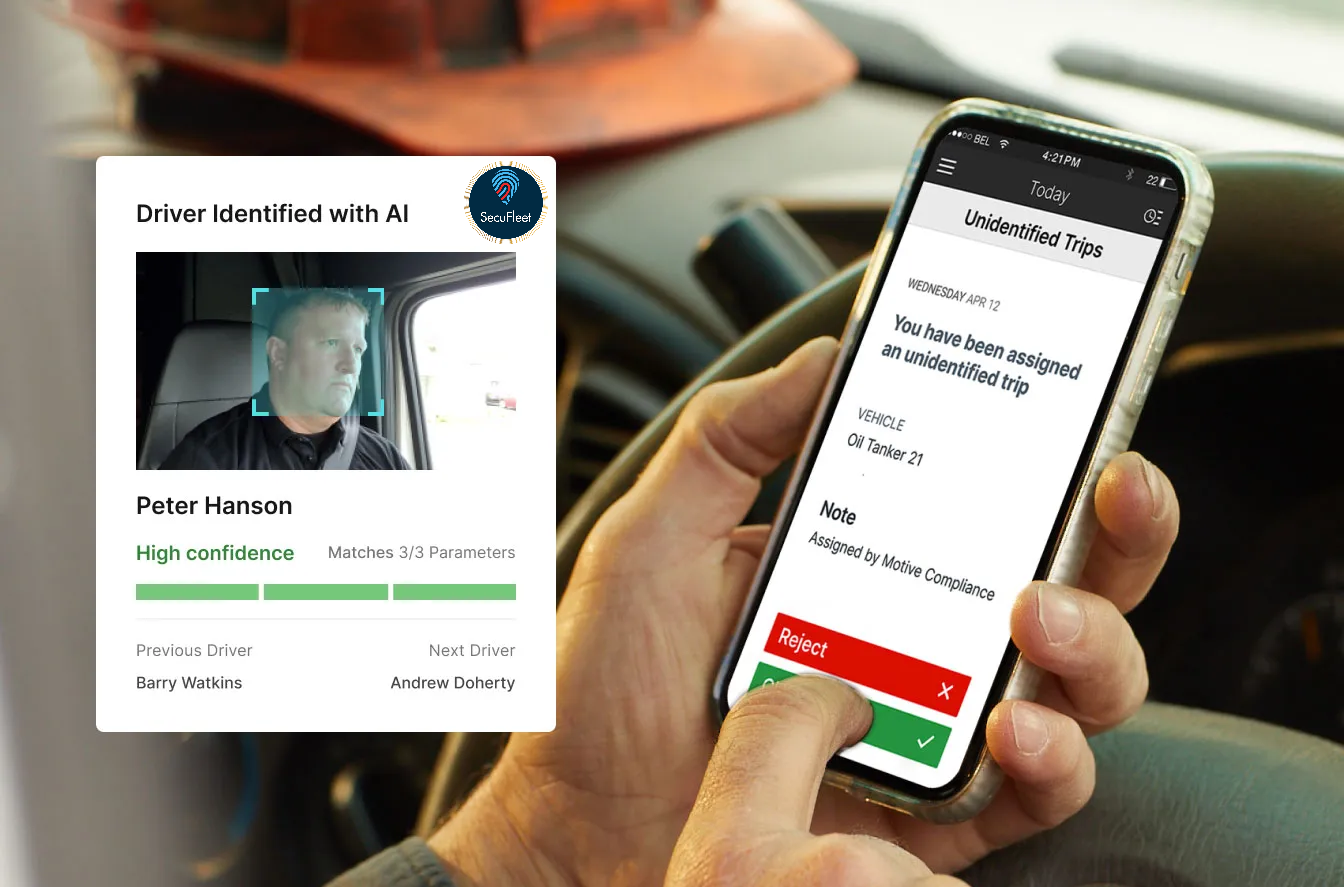 Driver Identified with AI
SecuFleet
Peter Hanson
High confidence
Matches 3/3 Parameters
Previous Driver
Next Driver
Barry Watkins
Andrew Doherty
BEL
4:21PM
22
Today
Unidentified Trips
WEDNESDAY APR 12
You have been assigned
an unidentified trip
VEHICLE
Oil Tanker 21
Note
Assigned by Motive Compliance
Reject